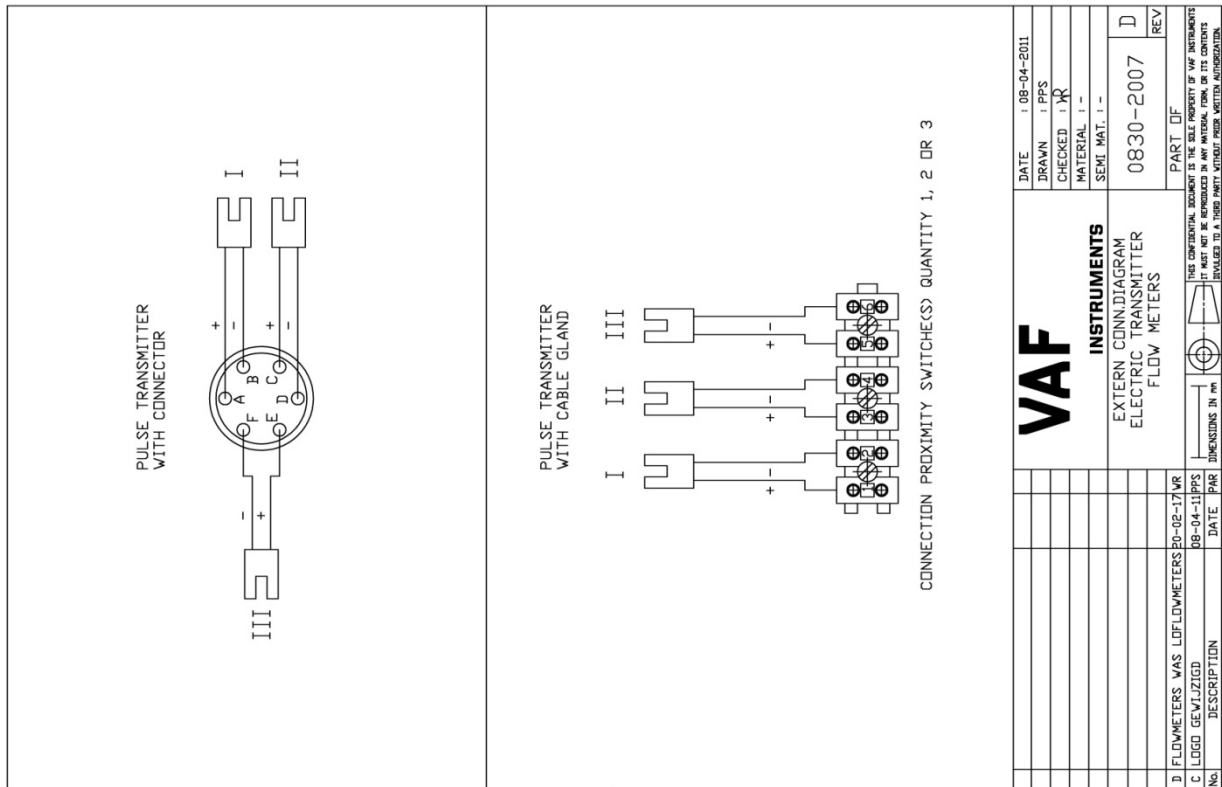 PULSE TRANSMITTER
WITH CONNECTOR
I
II
III
+
-
+
-
-
+
A
B
C
D
E
F
PULSE TRANSMITTER
WITH CABLE GLAND
I
II
III
+ -
+ -
+ -
1 2 3 4 5 6
CONNECTION PROXIMITY SWITCHE(S) QUANTITY 1, 2 OR 3
D FLOWMETERS WAS LOFLOWMETERS 20-02-17 WR
C LOGO GEWIJZIGD 08-04-11 PPS
No. DESCRIPTION DATE PAR
VAF
INSTRUMENTS
EXTERN CONN.DIAGRAM
ELECTRIC TRANSMITTER
FLOW METERS
DIMENSIONS IN mm
DATE : 08-04-2011
DRAWN : PPS
CHECKED : WR
MATERIAL : -
SEMI MAT. : -
0830-2007
D
REV
PART OF
THIS CONFIDENTIAL DOCUMENT IS THE SOLE PROPERTY OF VAF INSTRUMENTS
IT MUST NOT BE REPRODUCED IN ANY MATERIAL FORM, OR ITS CONTENTS
DIVULGED TO A THIRD PARTY WITHOUT PRIOR WRITTEN AUTHORIZATION.